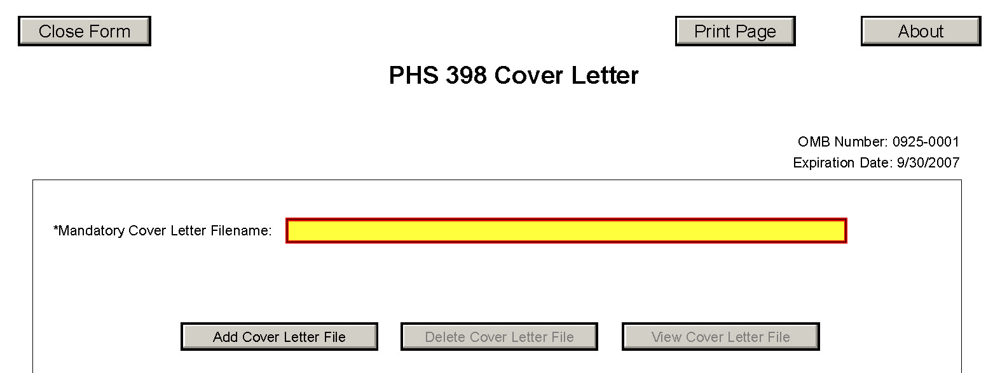 Close Form
Print Page
About
PHS 398 Cover Letter
OMB Number: 0925-0001
Expiration Date: 9/30/2007
*Mandatory Cover Letter Filename:
Add Cover Letter File
Delete Cover Letter File
View Cover Letter File